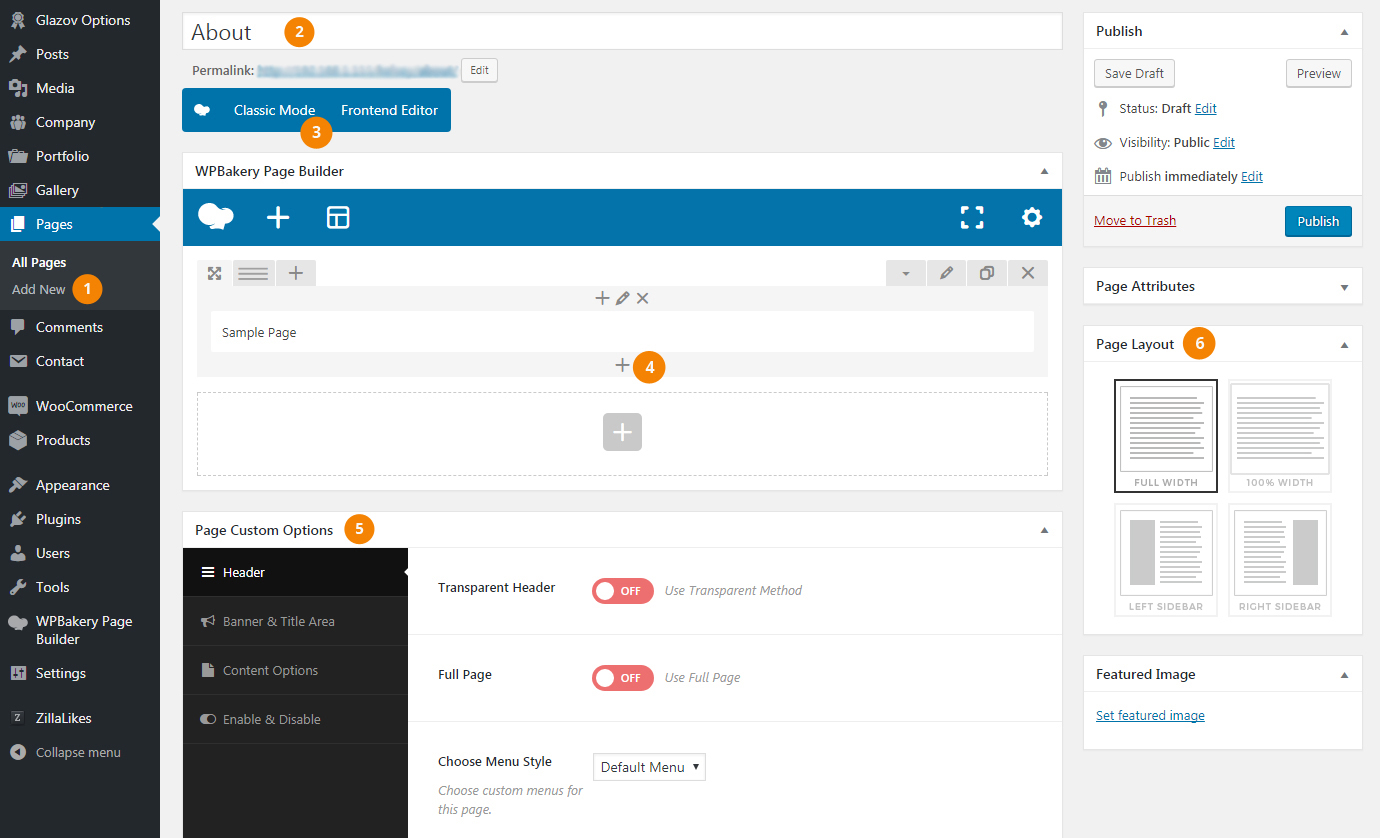 Glazov Options
Posts
Media
Company
Portfolio
Gallery
Pages
All Pages
Add New 1
Comments
Contact
WOO WooCommerce
Products
Appearance
Plugins
Users
Tools
WPBakery Page
Builder
Settings
Z ZillaLikes
Collapse menu
About 2
Permalink: Edit
Classic Mode Frontend Editor
3
WPBakery Page Builder
Sample Page
4
Page Custom Options 5
Header
Banner & Title Area
Content Options
Enable & Disable
Transparent Header OFF Use Transparent Method
Full Page OFF Use Full Page
Choose Menu Style Default Menu
Choose custom menus for
this page.
Publish
Save Draft Preview
Status: Draft Edit
Visibility: Public Edit
Publish immediately Edit
Move to Trash Publish
Page Attributes
Page Layout 6
FULL WIDTH 100% WIDTH
LEFT SIDEBAR RIGHT SIDEBAR
Featured Image
Set featured image